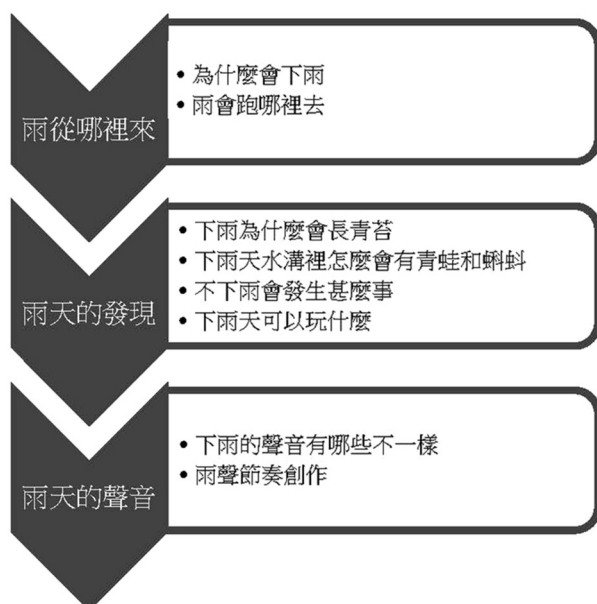 雨從哪裡來
• 為什麼會下雨
• 雨會跑哪裡去
雨天的發現
• 下雨為什麼會長青苔
• 下雨天水溝裡怎麼會有青蛙和蝌蚪
• 不下雨會發生甚麼事
• 下雨天可以玩什麼
雨天的聲音
• 下雨的聲音有哪些不一樣
• 雨聲節奏創作